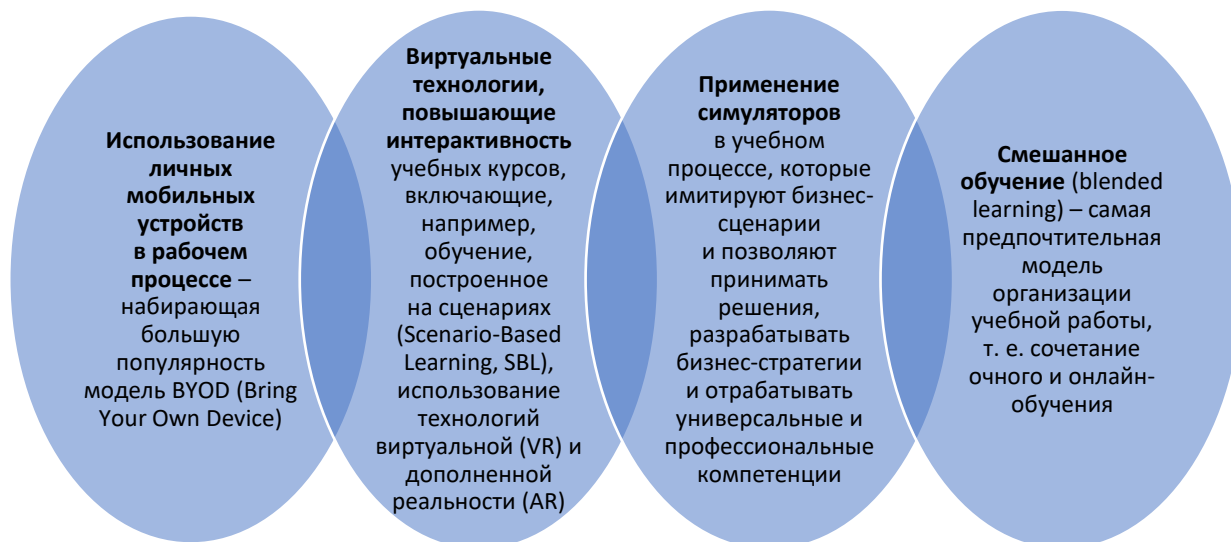 Использование
личных
мобильных
устройств
в рабочем
процессе –
набирающая
большую
популярность
модель BYOD (Bring
Your Own Device)
Виртуальные
технологии,
повышающие
интерактивность
учебных курсов,
включающие,
например,
обучение,
построенное
на сценариях
(Scenario-Based
Learning, SBL),
использование
технологий
виртуальной (VR) и
дополненной
реальности (AR)
Применение
симуляторов
в учебном
процессе, которые
имитируют бизнес-
сценарии
и позволяют
принимать
решения,
разрабатывать
бизнес-стратегии
и отрабатывать
универсальные и
профессиональные
компетенции
Смешанное
обучение (blended
learning) – самая
предпочтительная
модель
организации
учебной работы,
т. е. сочетание
очного и онлайн-
обучения